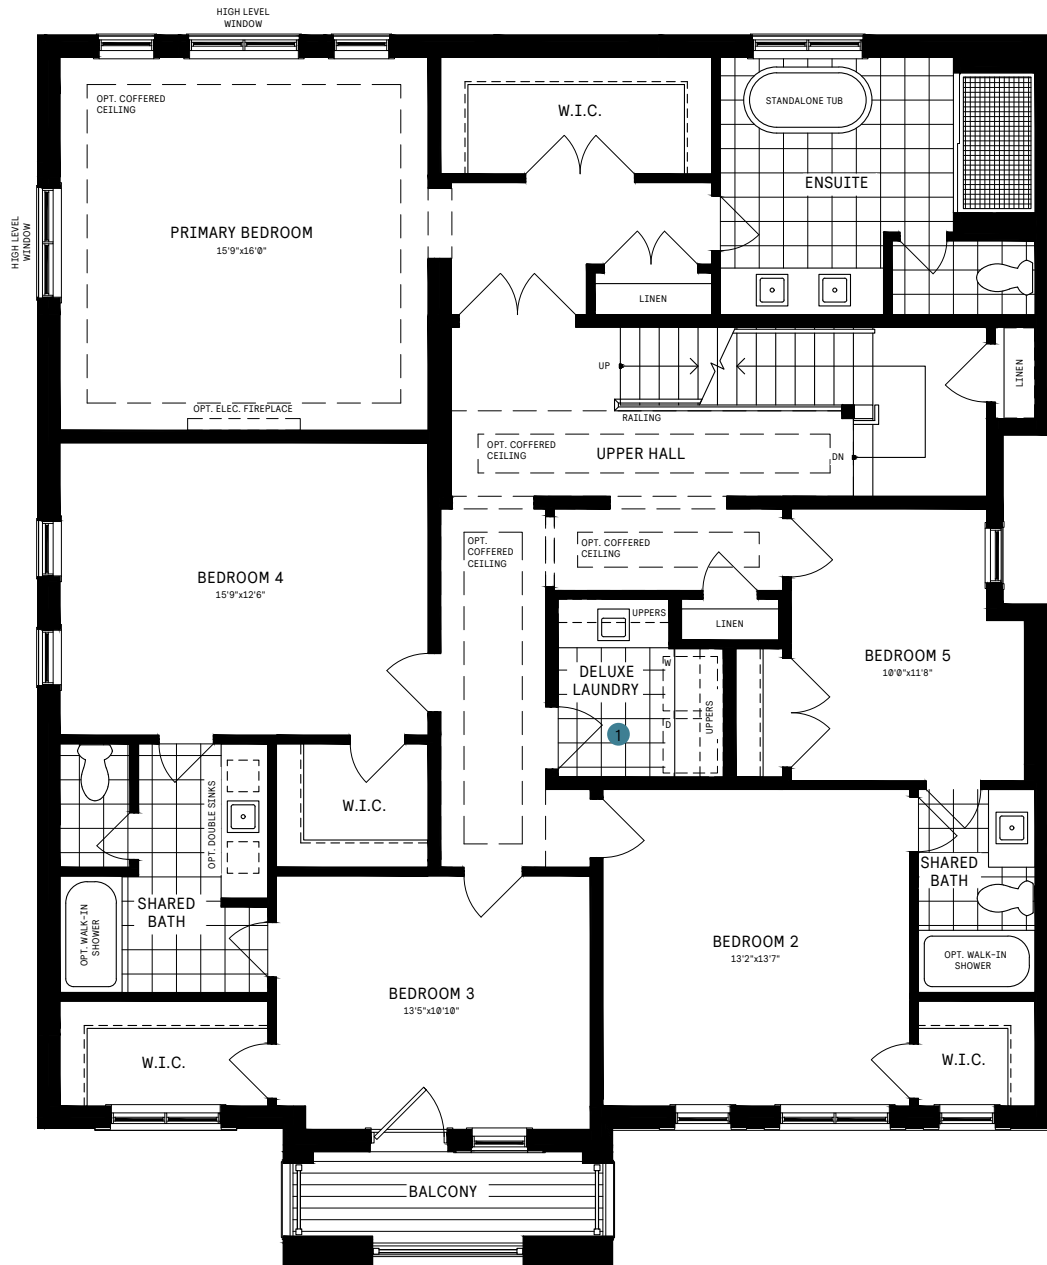 HIGH LEVEL
WINDOW
OPT. COFFERED
CEILING
W.I.C.
STANDALONE TUB
ENSUITE
HIGH LEVEL
WINDOW
PRIMARY BEDROOM
15'9"x16'0"
LINEN
UP
LINEN
OPT. ELEC. FIREPLACE
RAILING
OPT. COFFERED
CEILING
UPPER HALL
DN
OPT.
COFFERED
CEILING
OPT. COFFERED
CEILING
BEDROOM 4
15'9"x12'6"
UPPERS
LINEN
BEDROOM 5
10'0"x11'8"
DELUXE
LAUNDRY
W
D
UPPERS
1
OPT. DOUBLE SINKS
W.I.C.
SHARED
BATH
OPT. WALK-IN
SHOWER
SHARED
BATH
BEDROOM 2
13'2"x13'7"
OPT. WALK-IN
SHOWER
BEDROOM 3
13'5"x10'10"
W.I.C.
W.I.C.
BALCONY